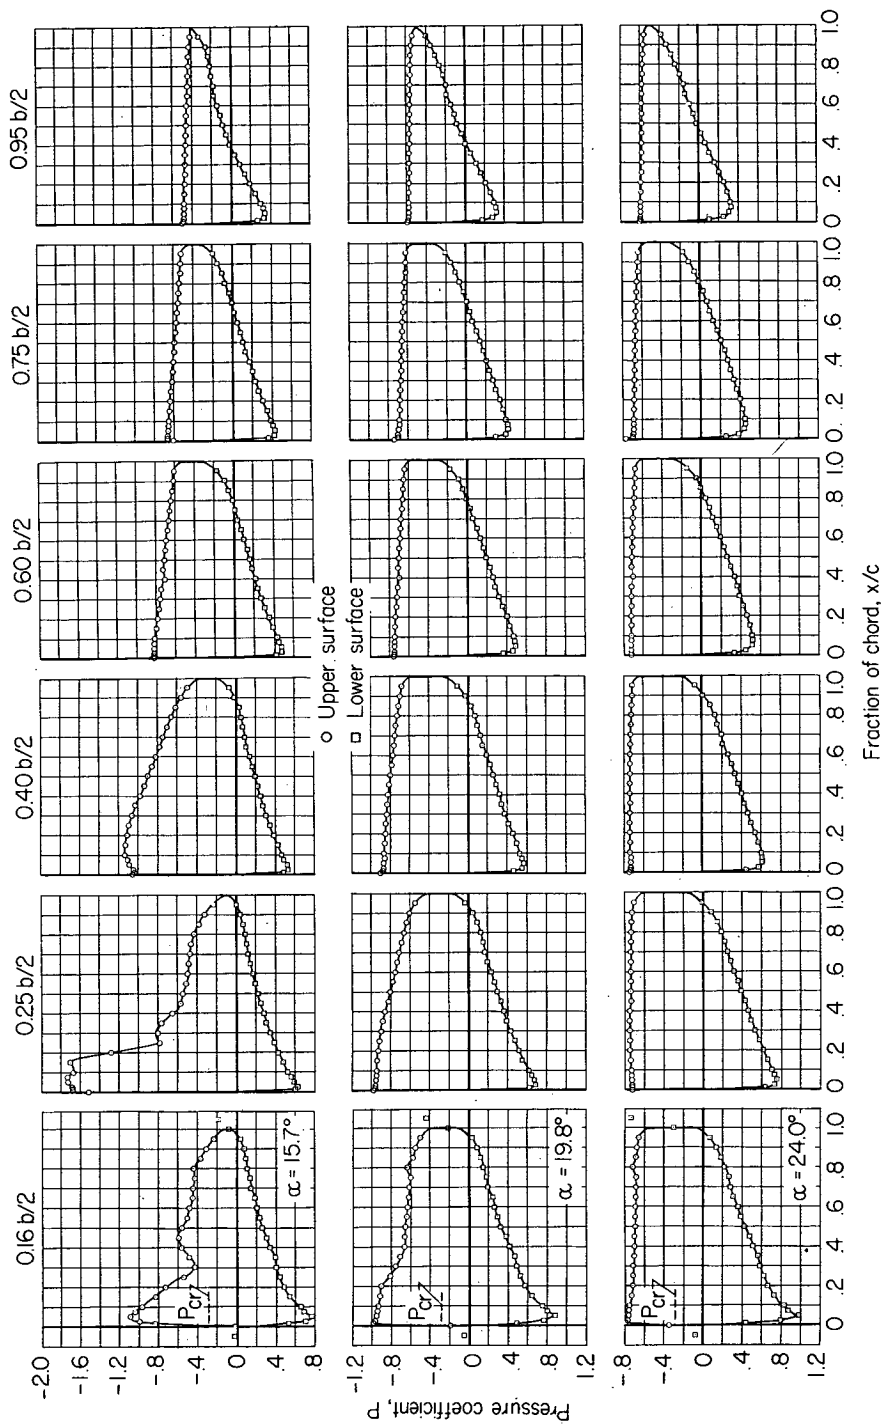 0.16 b/2 0.25 b/2 0.40 b/2 0.60 b/2 0.75 b/2 0.95 b/2
-2.0
-1.6
-1.2
-.8
-.4
0
.4
.8
Pcr
α = 15.7°
○ Upper surface
□ Lower surface
Pressure coefficient, P
-1.2
-.8
-.4
0
.4
.8
1.2
Pcr
α = 19.8°
-.8
-.4
0
.4
.8
1.2
Pcr
α = 24.0°
0 .2 .4 .6 .8 1.0 0 .2 .4 .6 .8 1.0 0 .2 .4 .6 .8 1.0 0 .2 .4 .6 .8 1.0 0 .2 .4 .6 .8 1.0 0 .2 .4 .6 .8 1.0
Fraction of chord, x/c